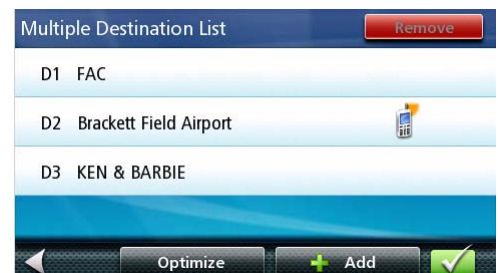 Multiple Destination List Remove
D1 FAC
D2 Brackett Field Airport
D3 KEN & BARBIE
Optimize Add